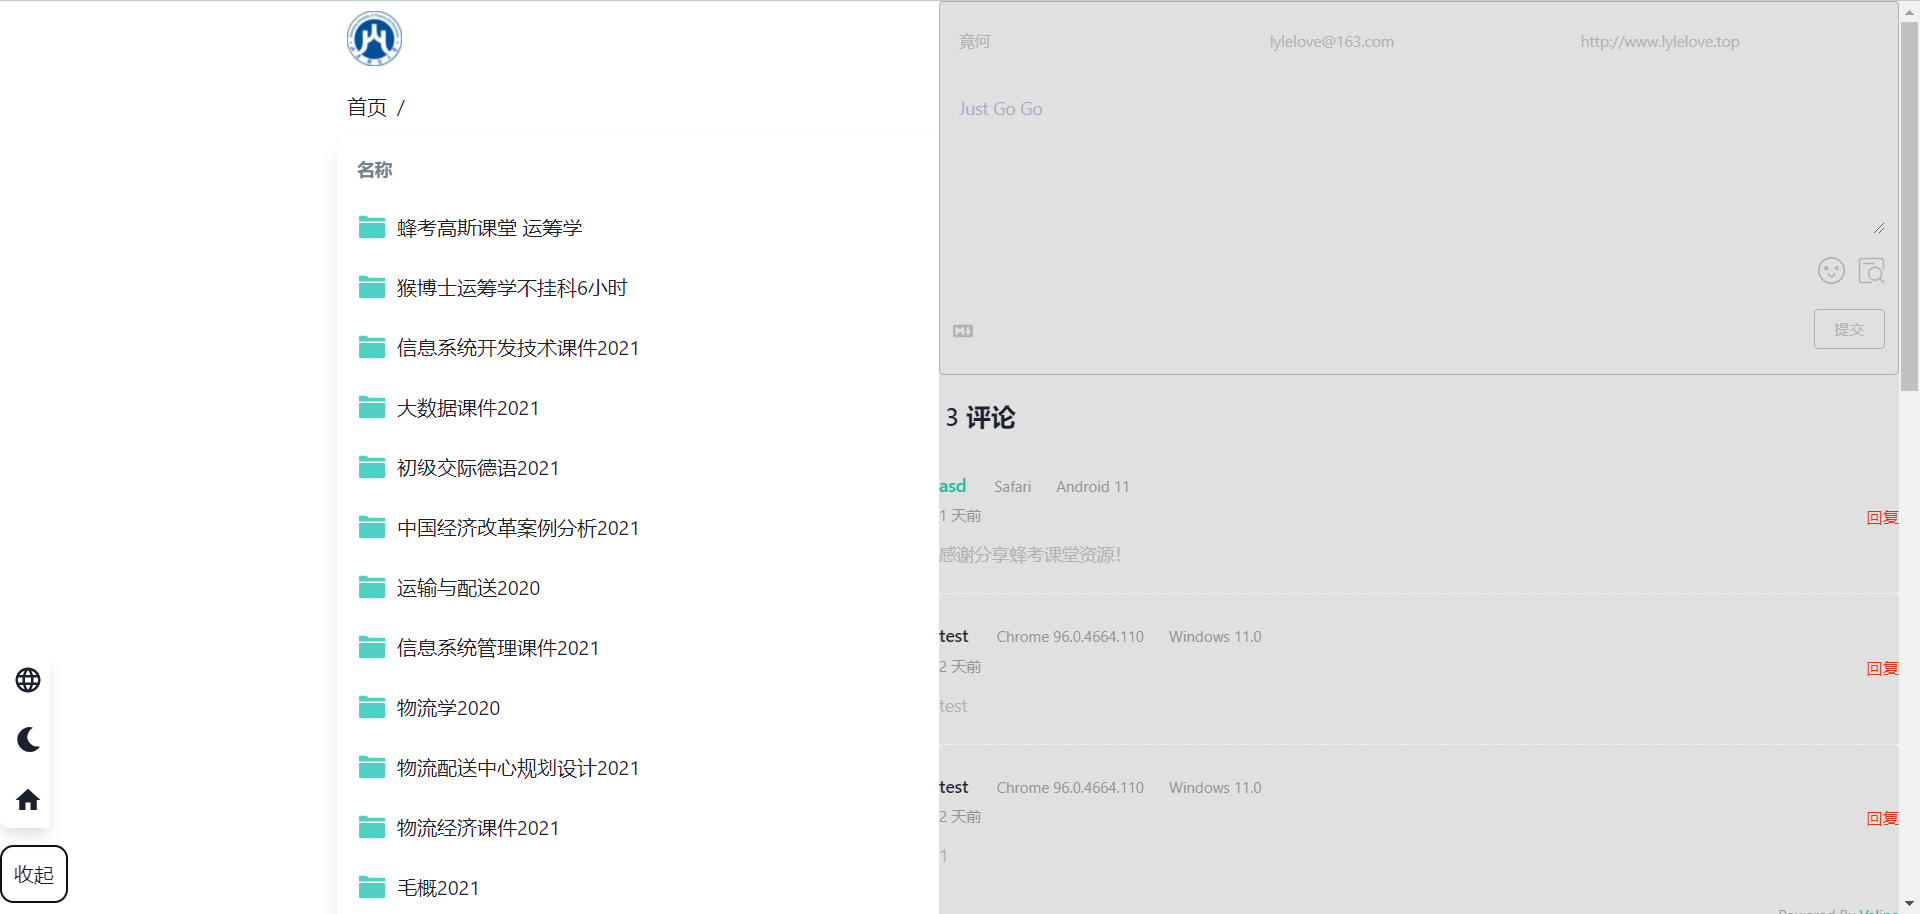 首页 /
名称
蜂考高斯课堂 运筹学
猴博士运筹学不挂科6小时
信息系统开发技术课件2021
大数据课件2021
初级交际德语2021
中国经济改革案例分析2021
运输与配送2020
信息系统管理课件2021
物流学2020
物流配送中心规划设计2021
物流经济课件2021
毛概2021
收起
竟何 lylelove@163.com http://www.lylelove.top
Just Go Go
提交
3 评论
asd Safari Android 11
1 天前 回复
感谢分享蜂考课堂资源！
test Chrome 96.0.4664.110 Windows 11.0
2 天前 回复
test
test Chrome 96.0.4664.110 Windows 11.0
2 天前 回复
1
Powered By Valine